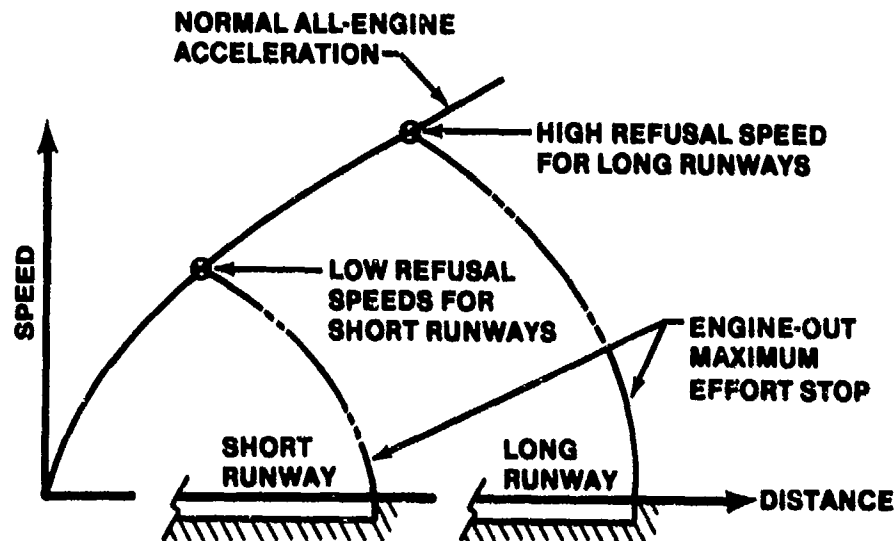 NORMAL ALL-ENGINE
ACCELERATION
HIGH REFUSAL SPEED
FOR LONG RUNWAYS
SPEED
LOW REFUSAL
SPEEDS FOR
SHORT RUNWAYS
ENGINE-OUT
MAXIMUM
EFFORT STOP
SHORT
RUNWAY
LONG
RUNWAY
DISTANCE